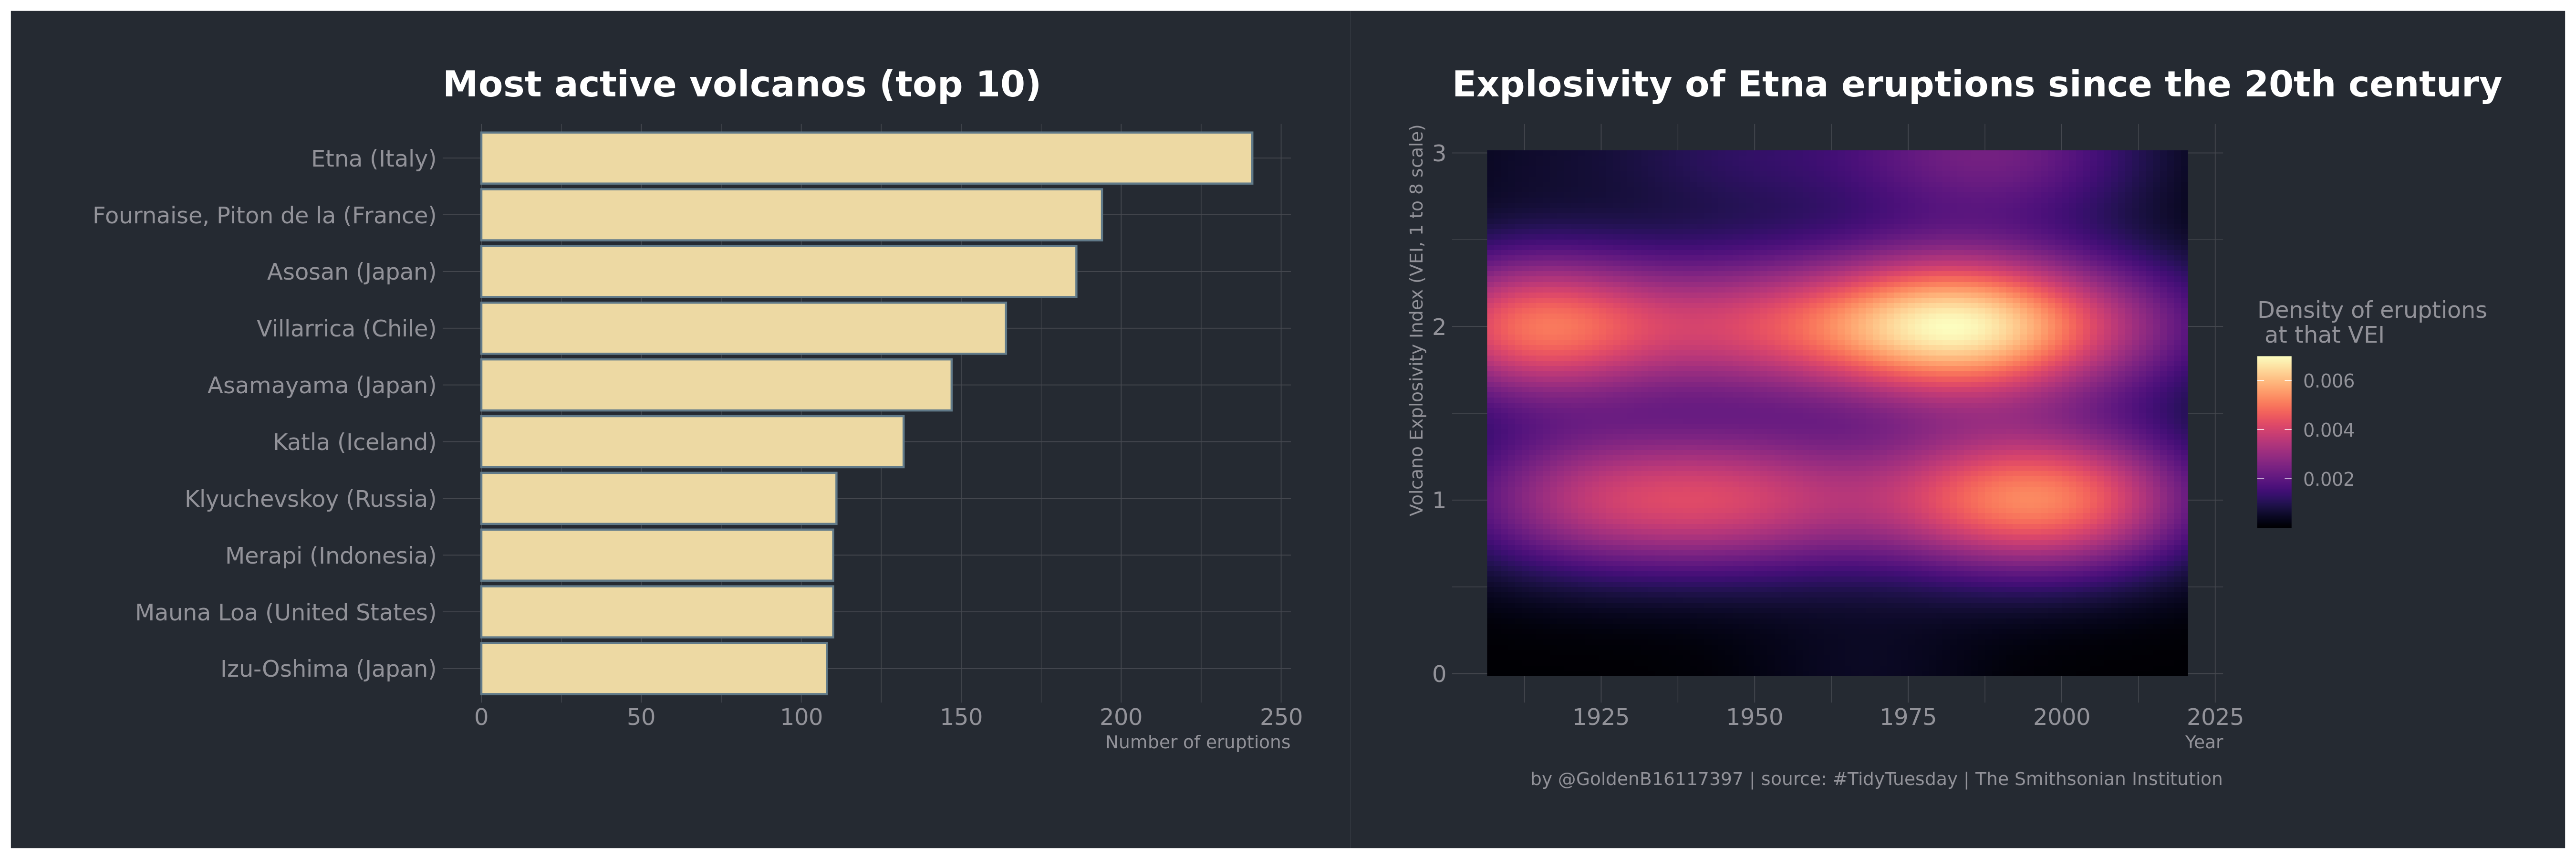 Most active volcanos (top 10)
Etna (Italy)
Fournaise, Piton de la (France)
Asosan (Japan)
Villarrica (Chile)
Asamayama (Japan)
Katla (Iceland)
Klyuchevskoy (Russia)
Merapi (Indonesia)
Mauna Loa (United States)
Izu-Oshima (Japan)
0 50 100 150 200 250
Number of eruptions
Explosivity of Etna eruptions since the 20th century
Volcano Explosivity Index (VEI, 1 to 8 scale)
3
2
1
0
1925 1950 1975 2000 2025
Year
Density of eruptions
at that VEI
0.006
0.004
0.002
by @GoldenB16117397 | source: #TidyTuesday | The Smithsonian Institution